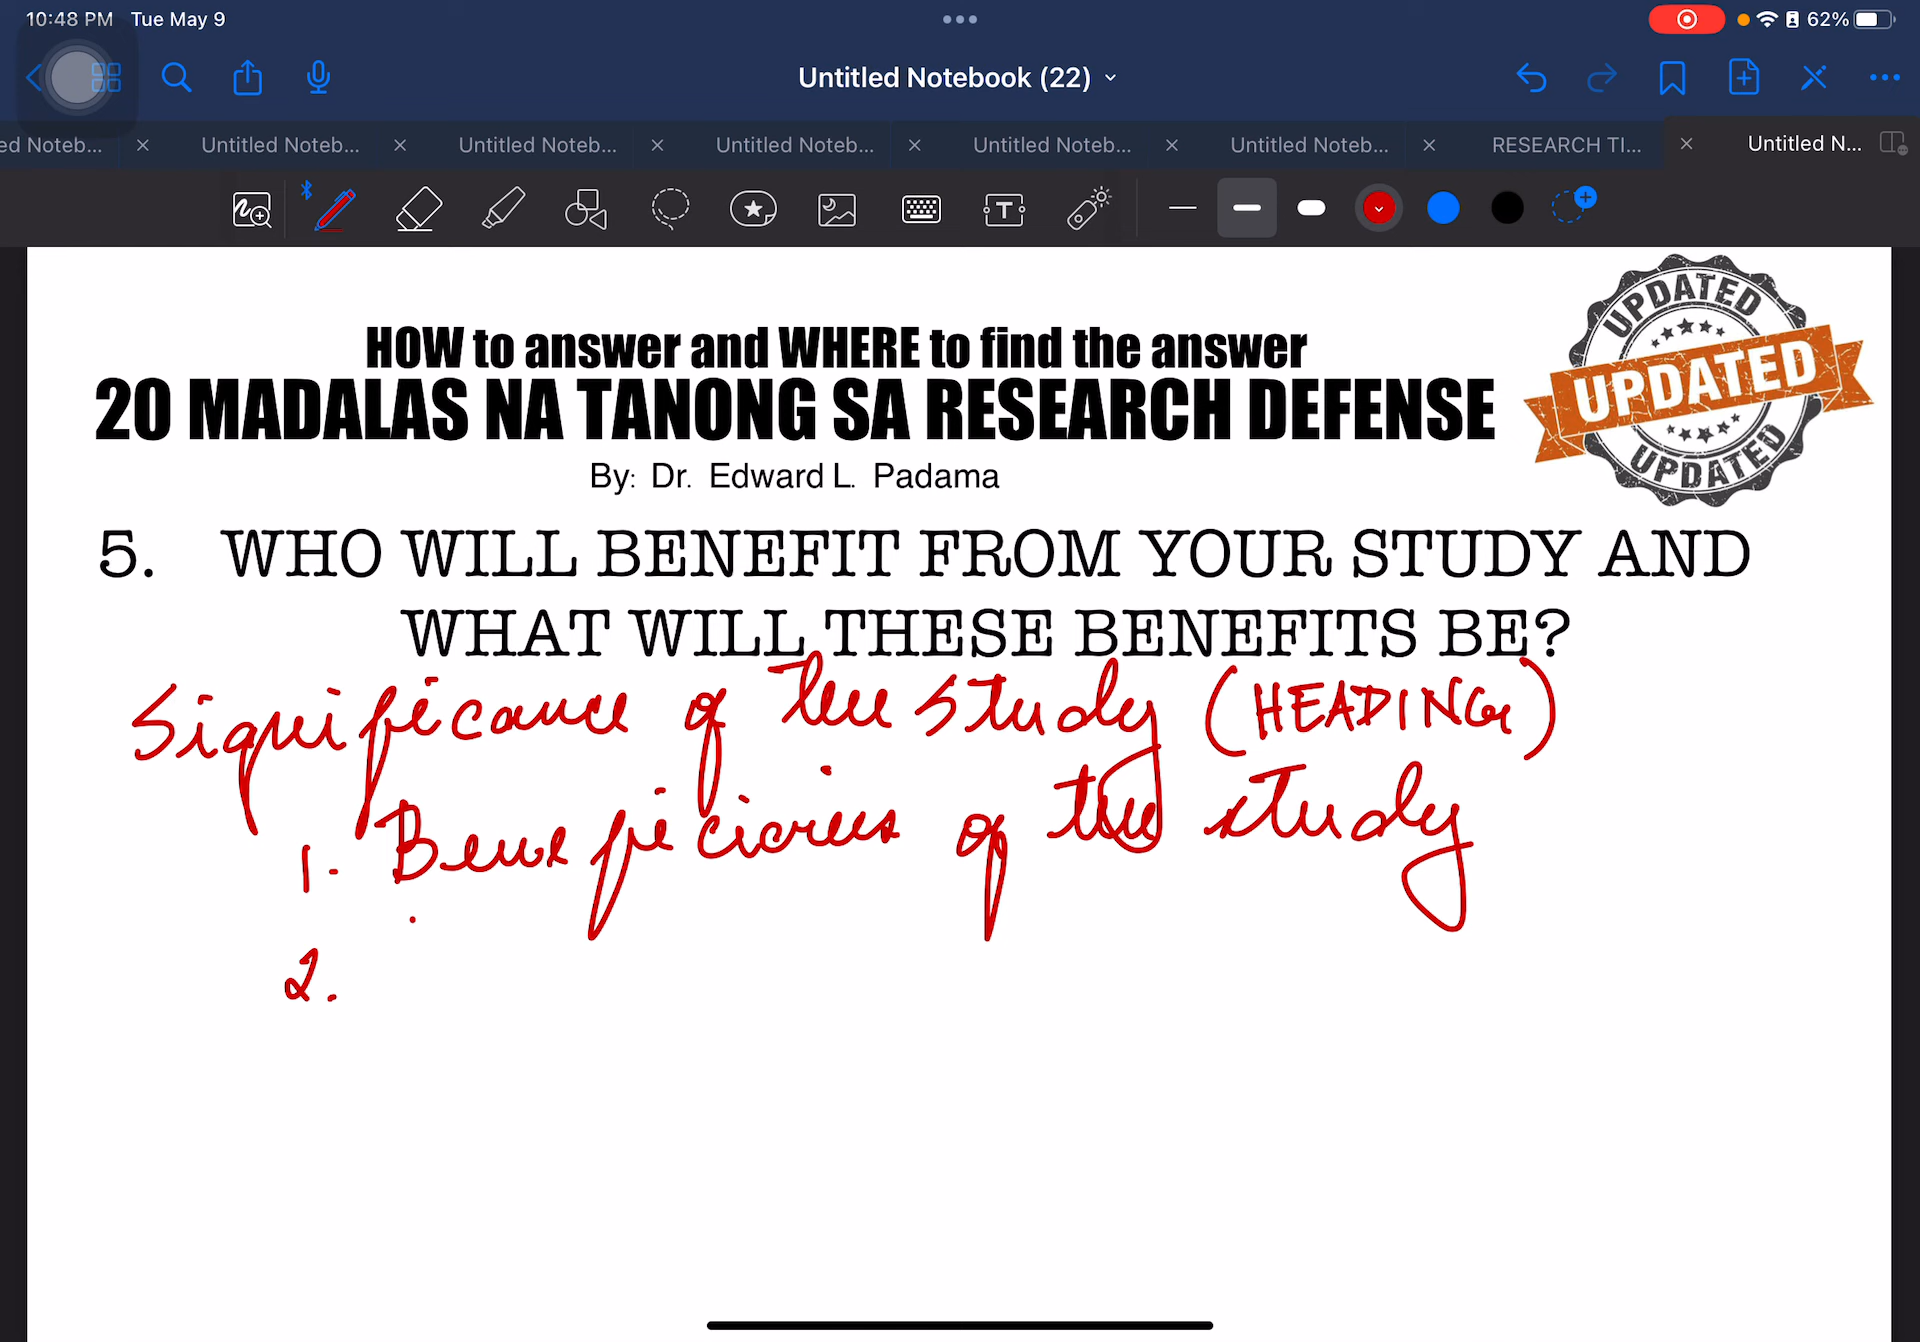 10:48 PM Tue May 9
62%
Untitled Notebook (22)
ed Noteb...
Untitled Noteb...
Untitled Noteb...
Untitled Noteb...
Untitled Noteb...
Untitled Noteb...
RESEARCH TI...
Untitled N...
HOW to answer and WHERE to find the answer
20 MADALAS NA TANONG SA RESEARCH DEFENSE
By: Dr. Edward L. Padama
UPDATED
UPDATED
UPDATED
5. WHO WILL BENEFIT FROM YOUR STUDY AND
WHAT WILL THESE BENEFITS BE?
Significance of the study (HEADING)
1. Beneficiaries of the study
2.